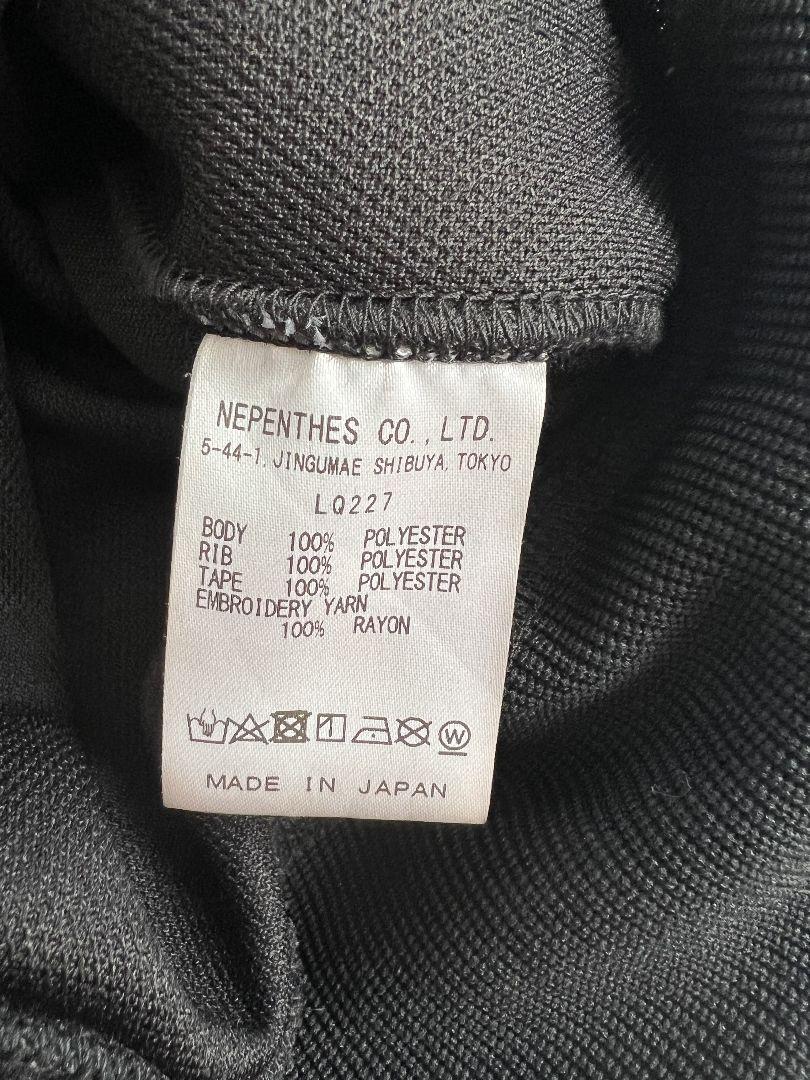 NEPENTHES CO.,LTD.
5-44-1, JINGUMAE SHIBUYA, TOKYO
LQ227
BODY 100% POLYESTER
RIB 100% POLYESTER
TAPE 100% POLYESTER
EMBROIDERY YARN
100% RAYON
W
MADE IN JAPAN